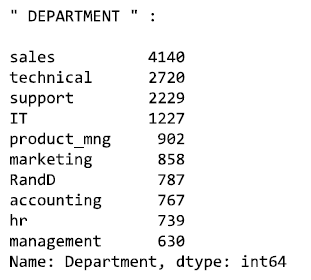 " DEPARTMENT " :
sales 4140
technical 2720
support 2229
IT 1227
product_mng 902
marketing 858
RandD 787
accounting 767
hr 739
management 630
Name: Department, dtype: int64